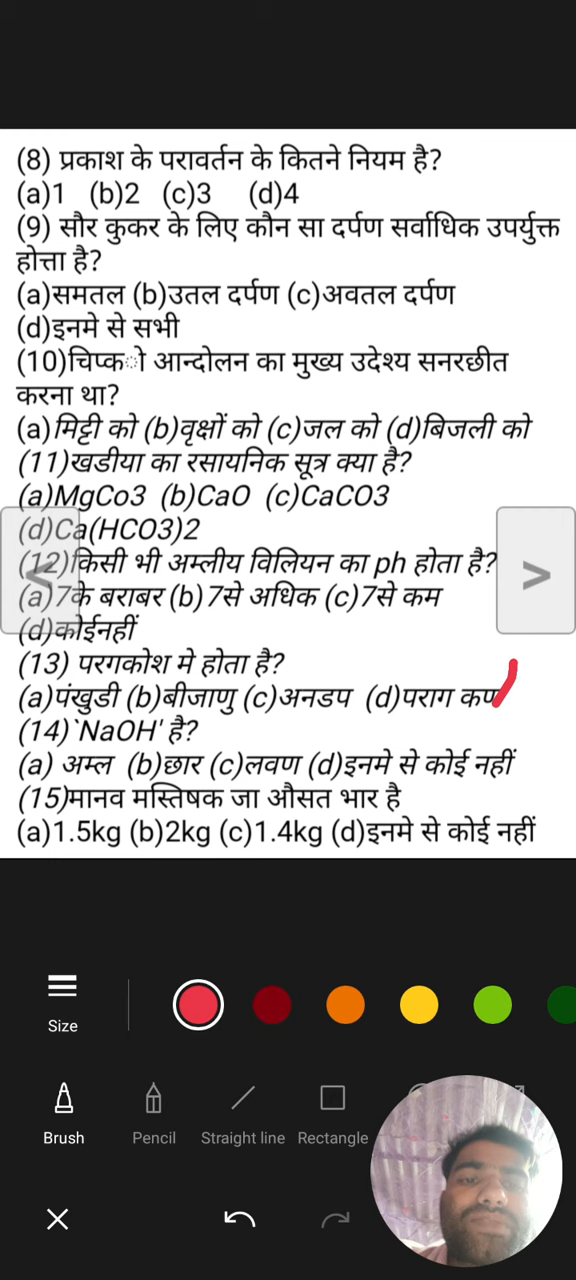 (8) प्रकाश के परावर्तन के कितने नियम है?
(a)1 (b)2 (c)3 (d)4
(9) सौर कुकर के लिए कौन सा दर्पण सर्वाधिक उपर्युक्त
होत्ता है?
(a)समतल (b)उतल दर्पण (c)अवतल दर्पण
(d)इनमे से सभी
(10)चिप्क​ो आन्दोलन का मुख्य उदेश्य सनरछीत
करना था?
(a)मिट्टी को (b)वृक्षों को (c)जल को (d)बिजली को
(11)खडीया का रसायनिक सूत्र क्या है?
(a)MgCo3 (b)CaO (c)CaCO3
(d)Ca(HCO3)2
(12)किसी भी अम्लीय विलियन का ph होता है?
(a)7के बराबर (b)7से अधिक (c)7से कम
(d)कोईनहीं
(13) परगकोश मे होता है?
(a)पंखुडी (b)बीजाणु (c)अनडप (d)पराग कण
(14)`NaOH' है?
(a) अम्ल (b)छार (c)लवण (d)इनमे से कोई नहीं
(15)मानव मस्तिषक जा औसत भार है
(a)1.5kg (b)2kg (c)1.4kg (d)इनमे से कोई नहीं
Size
Brush Pencil Straight line Rectangle